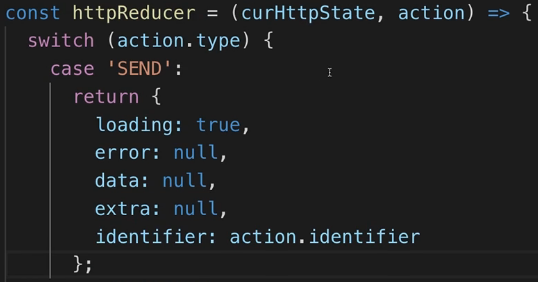 const httpReducer = (curHttpState, action) => {
  switch (action.type) {
    case 'SEND':
      return {
        loading: true,
        error: null,
        data: null,
        extra: null,
        identifier: action.identifier
      };